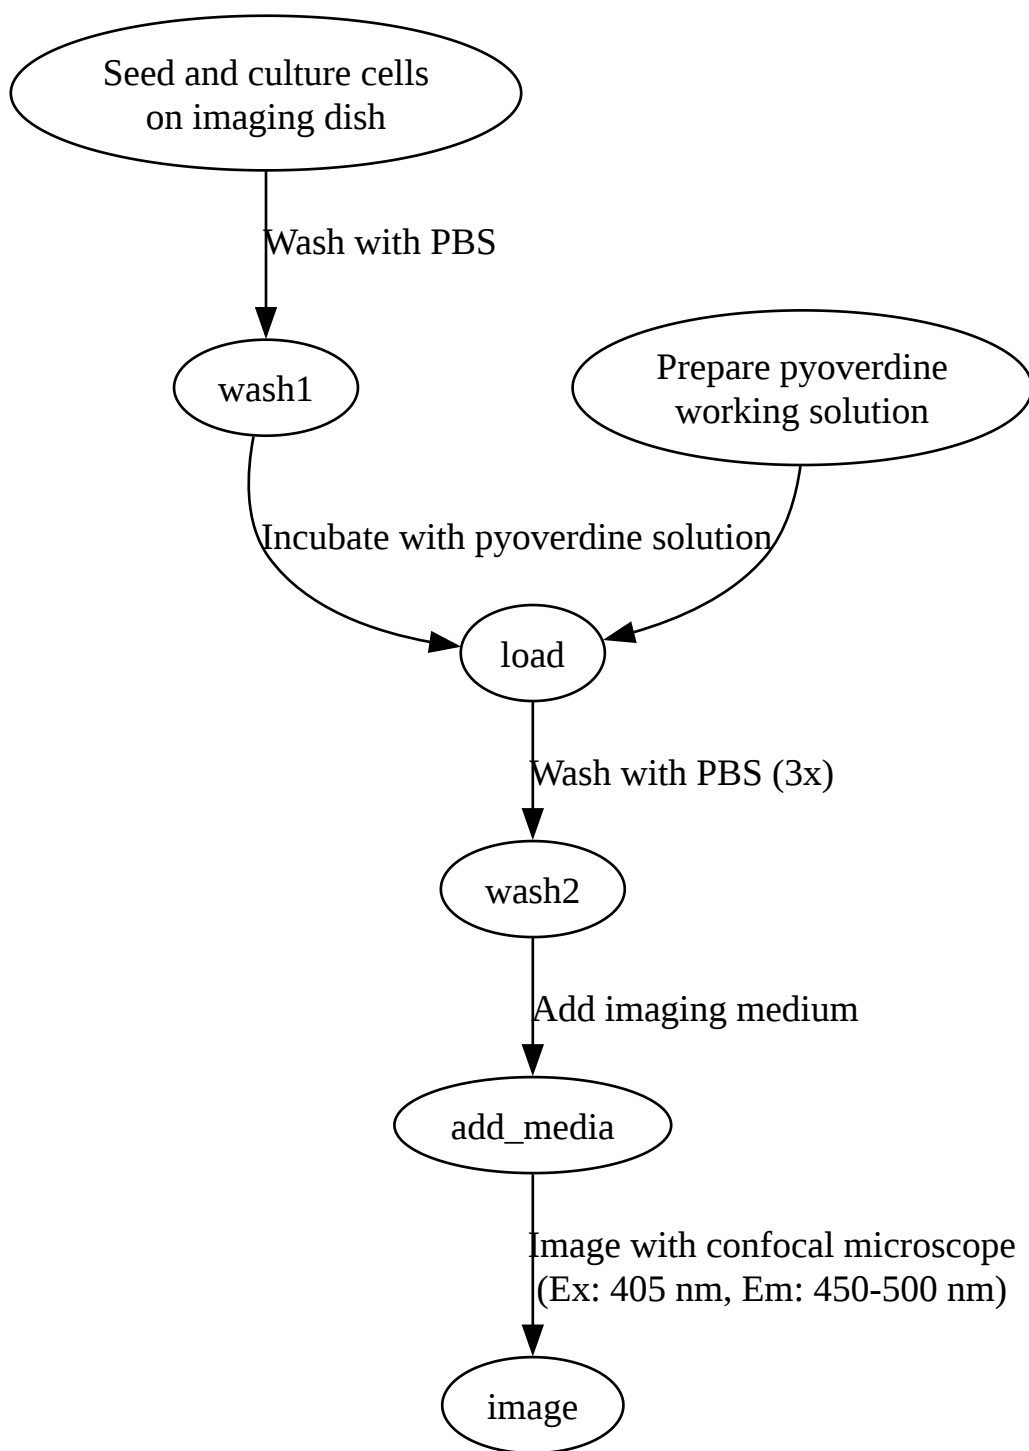 Seed and culture cells
on imaging dish
Wash with PBS
wash1
Prepare pyoverdine
working solution
Incubate with pyoverdine solution
load
Wash with PBS (3x)
wash2
Add imaging medium
add_media
Image with confocal microscope
(Ex: 405 nm, Em: 450-500 nm)
image